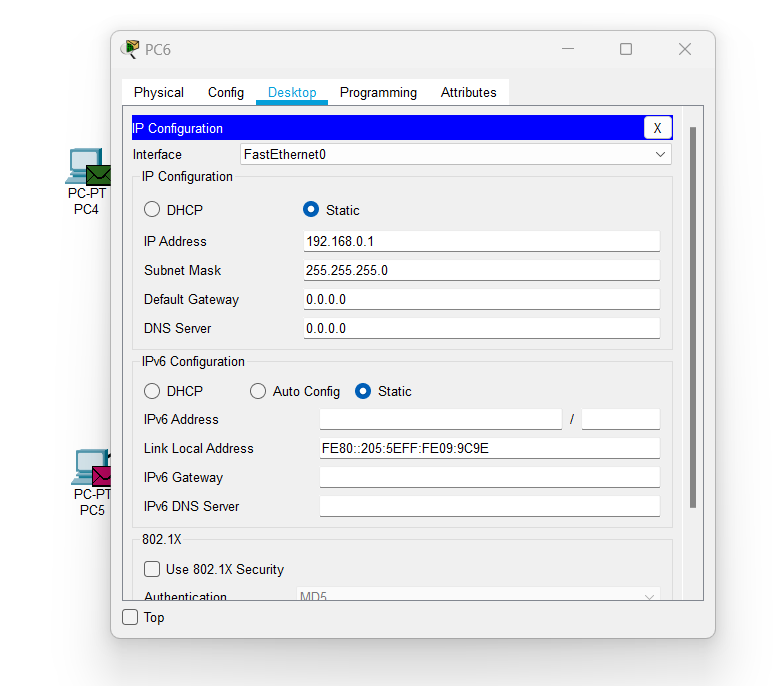 PC6
Physical Config Desktop Programming Attributes
IP Configuration X
Interface FastEthernet0
IP Configuration
DHCP Static
IP Address 192.168.0.1
Subnet Mask 255.255.255.0
Default Gateway 0.0.0.0
DNS Server 0.0.0.0
IPv6 Configuration
DHCP Auto Config Static
IPv6 Address /
Link Local Address FE80::205:5EFF:FE09:9C9E
IPv6 Gateway
IPv6 DNS Server
802.1X
Use 802.1X Security
Authentication MD5
Top
PC-PT
PC4
PC-PT
PC5